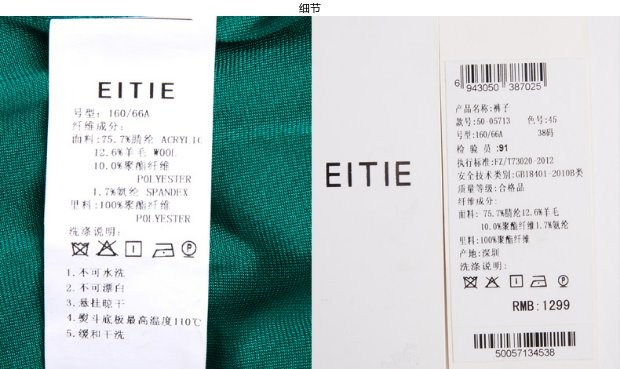 细节
EITIE
号型: 160/66A
纤维成分:
面料: 75.7%腈纶 ACRYLIC
12.6%羊毛 WOOL
10.0%聚酯纤维
POLYESTER
1.7%氨纶 SPANDEX
里料:100%聚酯纤维
POLYESTER
洗涤说明:
1.不可水洗
2.不可漂白
3.悬挂晾干
4.熨斗底板最高温度110℃
5.缓和干洗
EITIE
6 943050 387025
产品名称:裤子
款号:50-05713 色号:45
号型:160/66A 38码
检 验 员:91
执行标准:FZ/T73020-2012
安全技术类别:GB18401-2010B类
质量等级:合格品
纤维成分:
面料: 75.7%腈纶12.6%羊毛
10.0%聚酯纤维1.7%氨纶
里料:100%聚酯纤维
产地:深圳
洗涤说明:
RMB:1299
50057134538